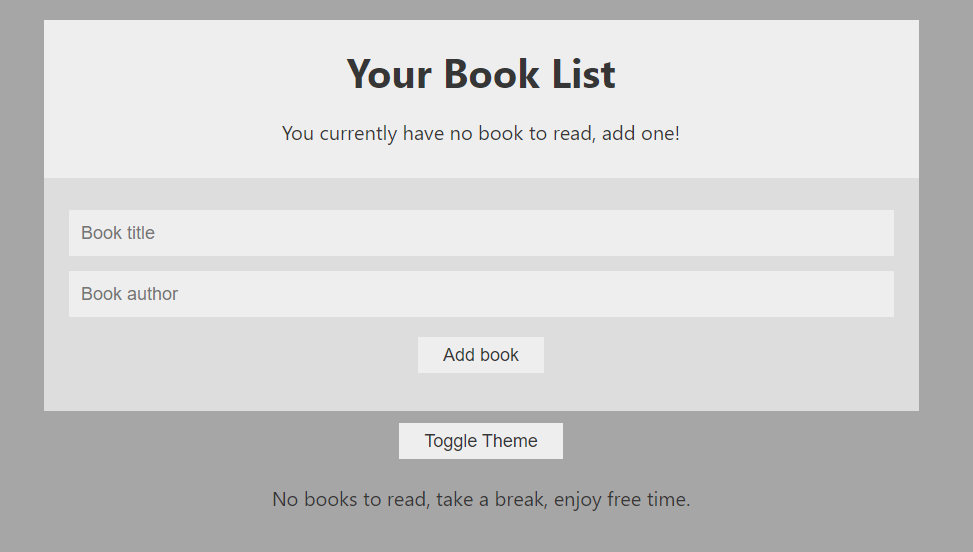 Your Book List
You currently have no book to read, add one!
Book title
Book author
Add book
Toggle Theme
No books to read, take a break, enjoy free time.